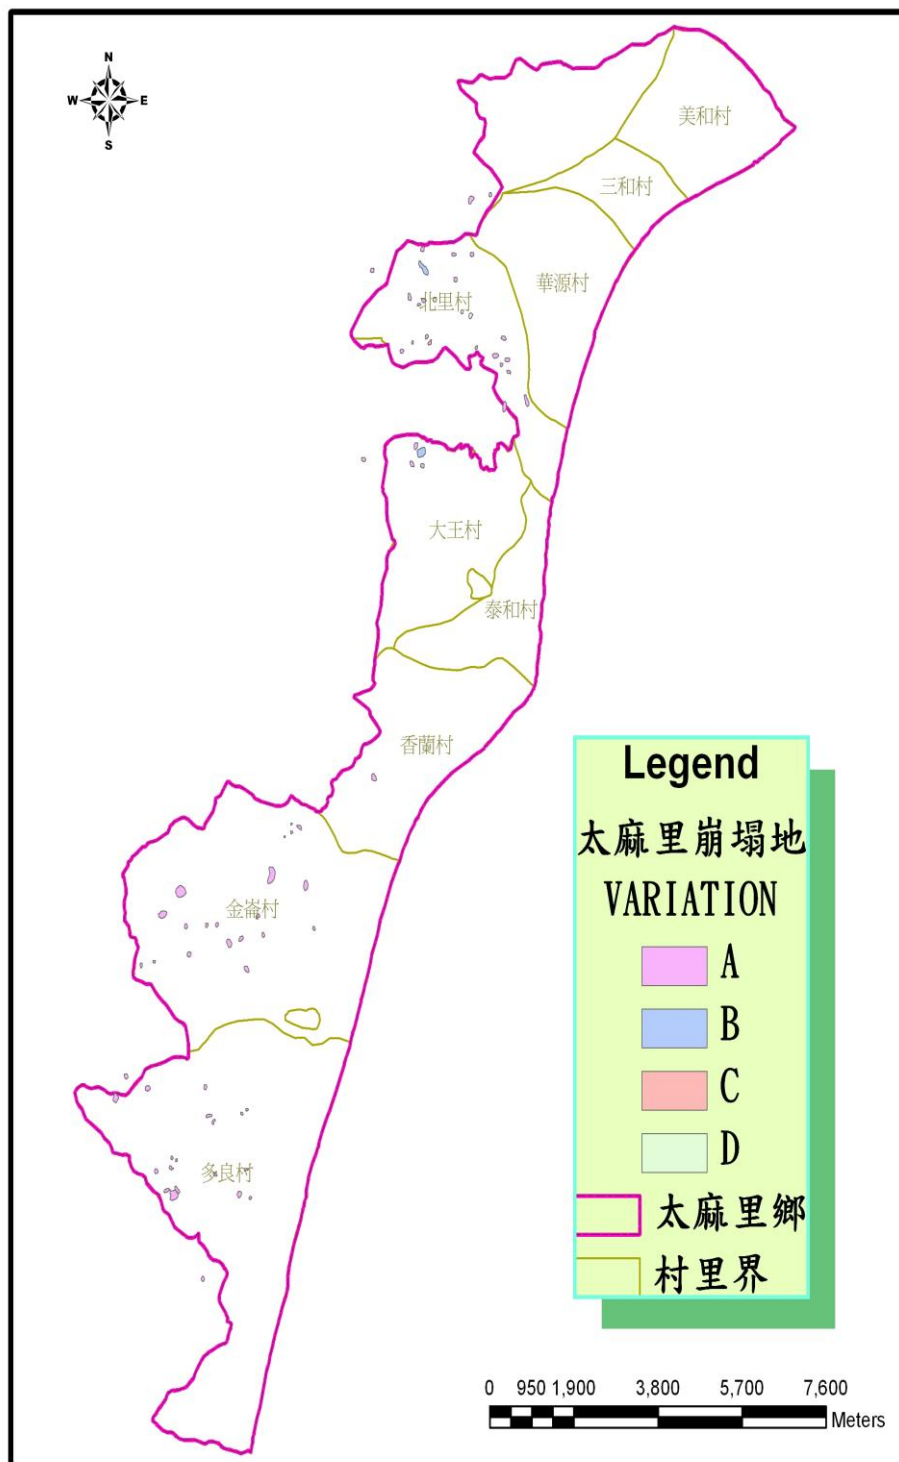 N
W E
S
美和村
三和村
華源村
北里村
大王村
泰和村
香蘭村
金崙村
多良村
Legend
太麻里崩塌地
VARIATION
A
B
C
D
太麻里鄉
村里界
0 950 1,900 3,800 5,700 7,600
Meters